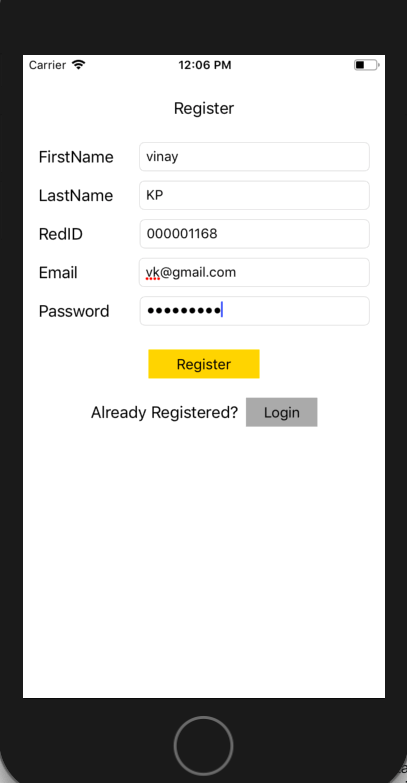 Carrier 12:06 PM
Register
FirstName vinay
LastName KP
RedID 000001168
Email vk@gmail.com
Password •••••••••
Register
Already Registered? Login